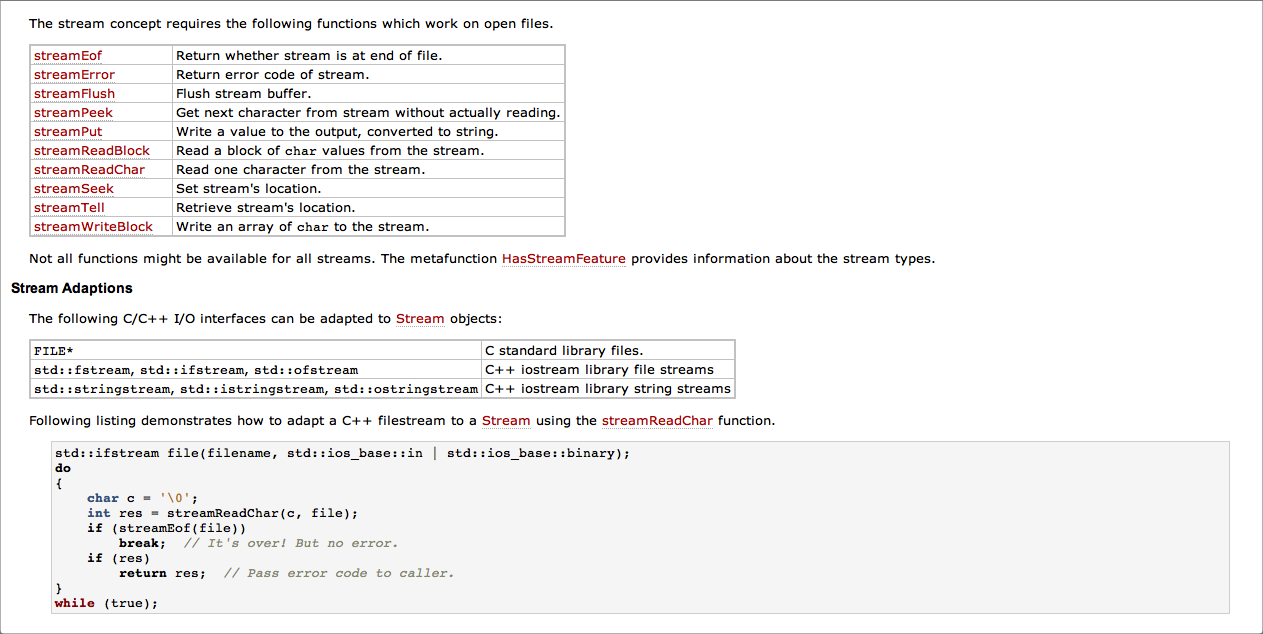 The stream concept requires the following functions which work on open files.
streamEof Return whether stream is at end of file.
streamError Return error code of stream.
streamFlush Flush stream buffer.
streamPeek Get next character from stream without actually reading.
streamPut Write a value to the output, converted to string.
streamReadBlock Read a block of char values from the stream.
streamReadChar Read one character from the stream.
streamSeek Set stream's location.
streamTell Retrieve stream's location.
streamWriteBlock Write an array of char to the stream.
Not all functions might be available for all streams. The metafunction HasStreamFeature provides information about the stream types.
Stream Adaptions
The following C/C++ I/O interfaces can be adapted to Stream objects:
FILE* C standard library files.
std::fstream, std::ifstream, std::ofstream C++ iostream library file streams
std::stringstream, std::istringstream, std::ostringstream C++ iostream library string streams
Following listing demonstrates how to adapt a C++ filestream to a Stream using the streamReadChar function.
std::ifstream file(filename, std::ios_base::in | std::ios_base::binary);
do
{
    char c = '\0';
    int res = streamReadChar(c, file);
    if (streamEof(file))
        break;  // It's over! But no error.
    if (res)
        return res;  // Pass error code to caller.
}
while (true);